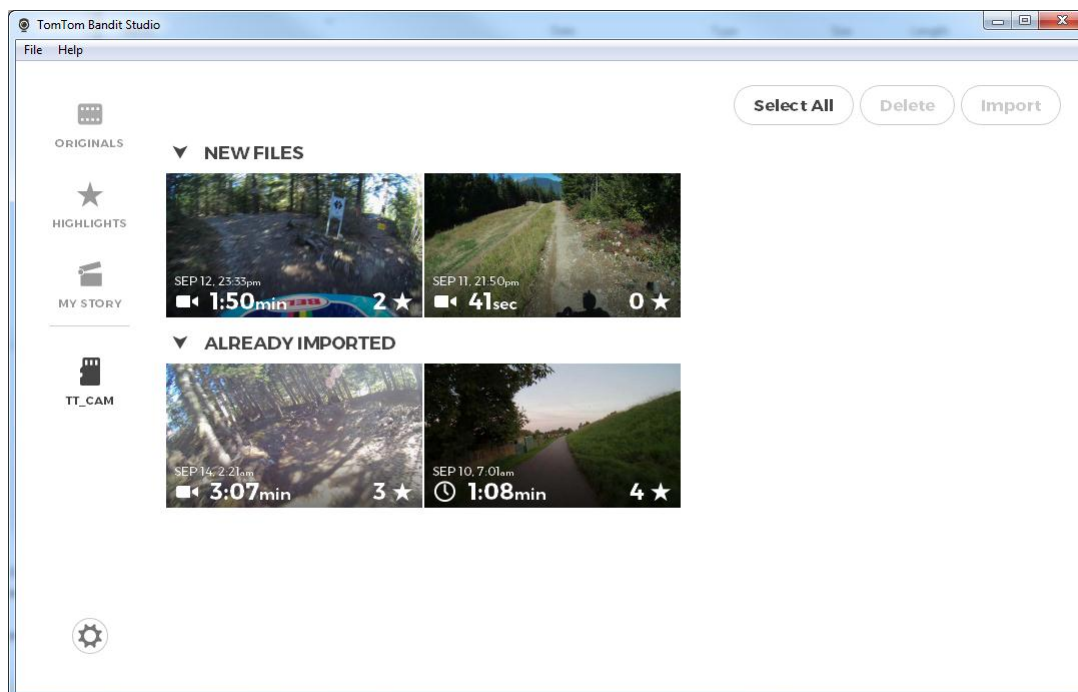 TomTom Bandit Studio
File Help
Select All Delete Import
ORIGINALS
HIGHLIGHTS
MY STORY
TT_CAM
NEW FILES
SEP 12, 23:33pm
1:50min 2
SEP 11, 21:50pm
41sec 0
ALREADY IMPORTED
SEP 14, 2:21am
3:07min 3
SEP 10, 7:01am
1:08min 4